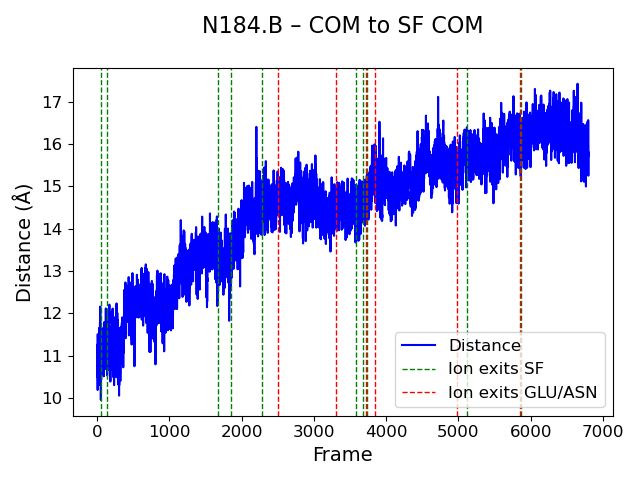 N184.B – COM to SF COM
Distance (Å)
17
16
15
14
13
12
11
10
Distance
Ion exits SF
Ion exits GLU/ASN
0 1000 2000 3000 4000 5000 6000 7000
Frame